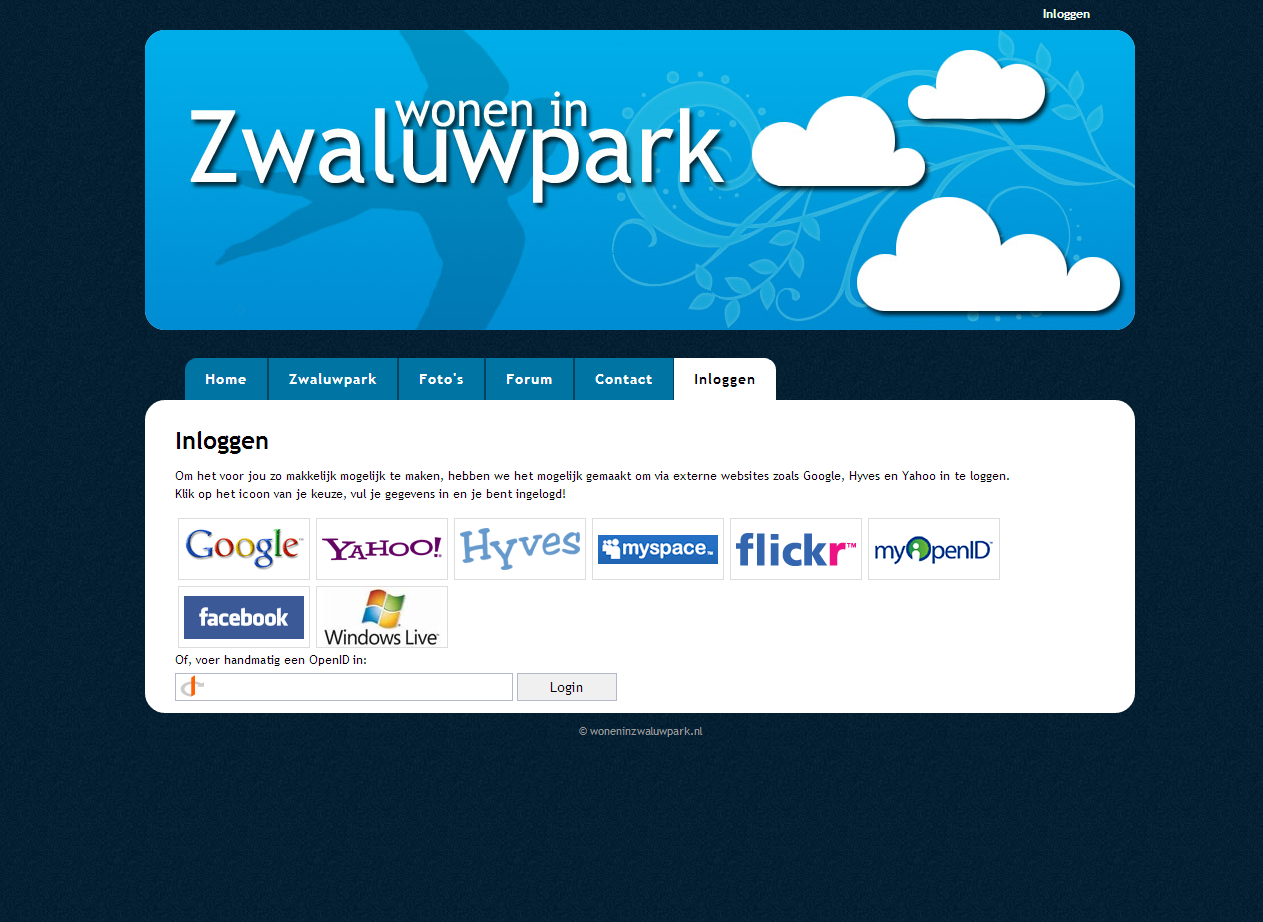 Inloggen
wonen in
Zwaluwpark
Home Zwaluwpark Foto's Forum Contact Inloggen
Inloggen
Om het voor jou zo makkelijk mogelijk te maken, hebben we het mogelijk gemaakt om via externe websites zoals Google, Hyves en Yahoo in te loggen.
Klik op het icoon van je keuze, vul je gegevens in en je bent ingelogd!
Google™ YAHOO! Hyves myspace™ flickr™ myOpenID™
facebook Windows Live™
Of, voer handmatig een OpenID in:
Login
© woneninzwaluwpark.nl